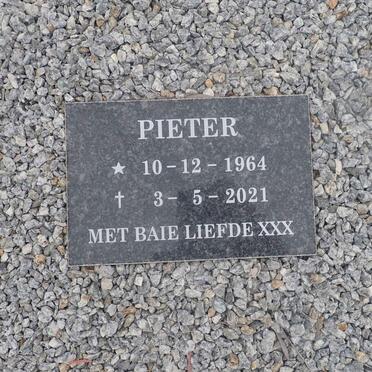 PIETER
★ 10-12-1964
† 3-5-2021
MET BAIE LIEFDE XXX